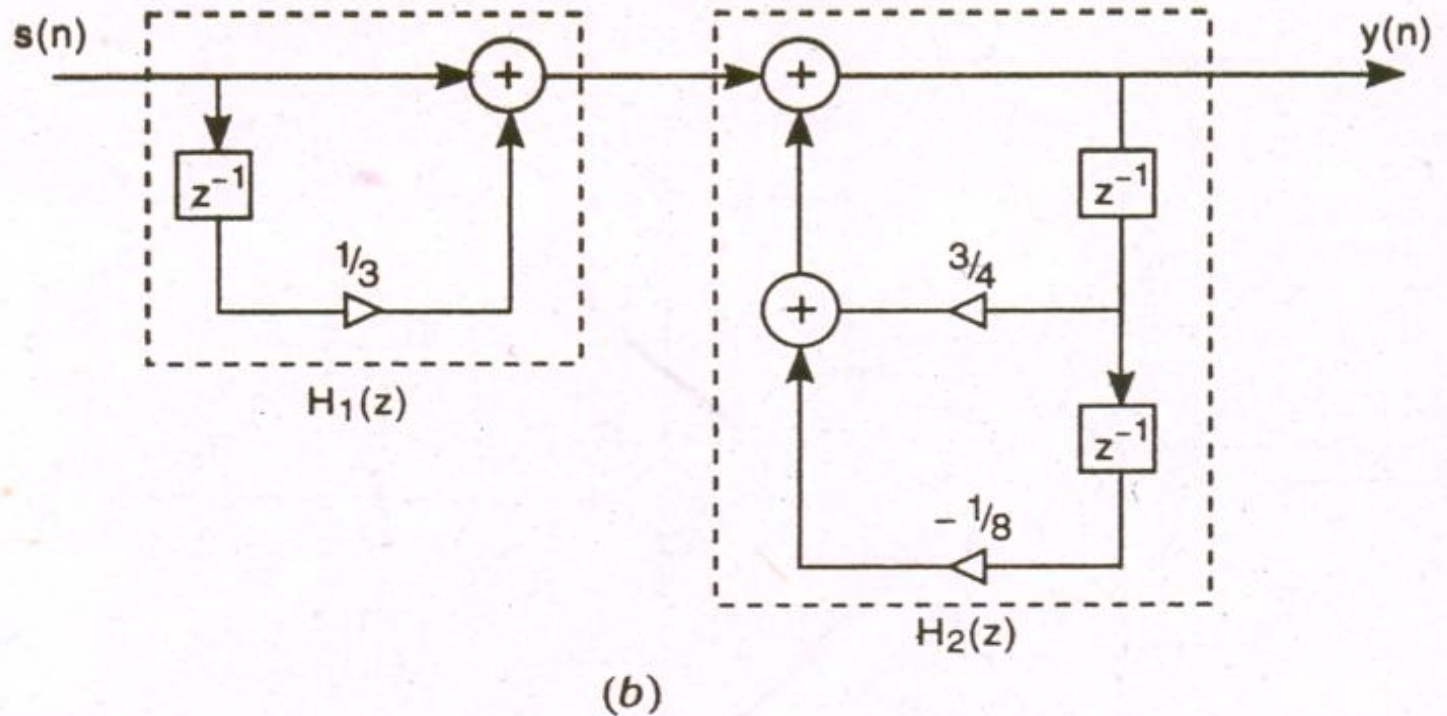 s(n)
y(n)
+
+
z⁻¹
z⁻¹
1/3
3/4
+
z⁻¹
H₁(z)
– 1/8
H₂(z)
(b)